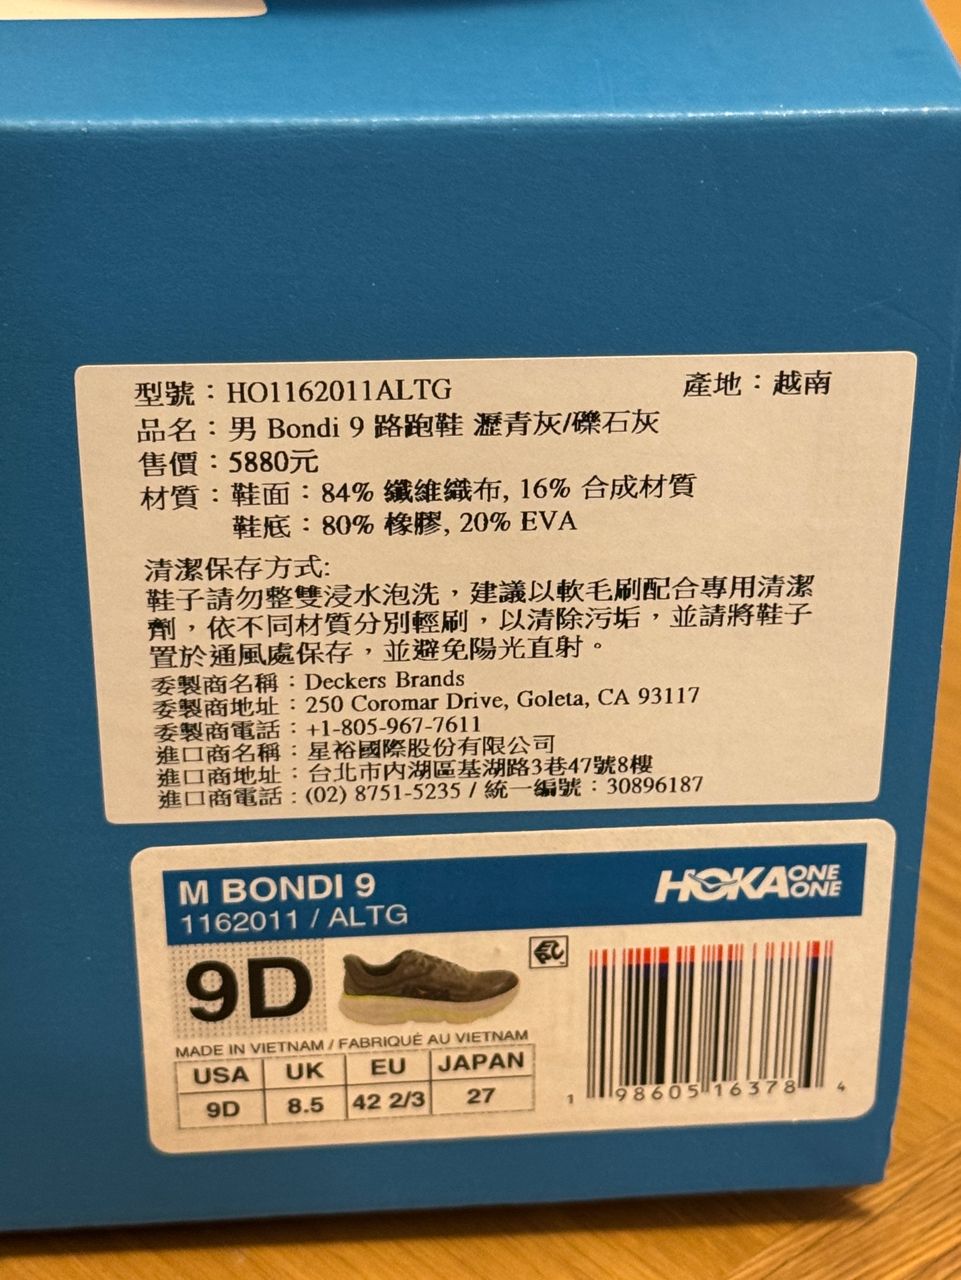 型號：HO1162011ALTG 產地：越南
品名：男 Bondi 9 路跑鞋 瀝青灰/礫石灰
售價：5880元
材質：鞋面：84% 纖維織布, 16% 合成材質
鞋底：80% 橡膠, 20% EVA
清潔保存方式:
鞋子請勿整雙浸水泡洗，建議以軟毛刷配合專用清潔
劑，依不同材質分別輕刷，以清除污垢，並請將鞋子
置於通風處保存，並避免陽光直射。
委製商名稱：Deckers Brands
委製商地址：250 Coromar Drive, Goleta, CA 93117
委製商電話：+1-805-967-7611
進口商名稱：星裕國際股份有限公司
進口商地址：台北市內湖區基湖路3巷47號8樓
進口商電話：(02) 8751-5235 / 統一編號：30896187
M BONDI 9
1162011 / ALTG
HOKA ONE ONE
9D
MADE IN VIETNAM / FABRIQUÉ AU VIETNAM
USA UK EU JAPAN
9D 8.5 42 2/3 27
1 98605 16378 4